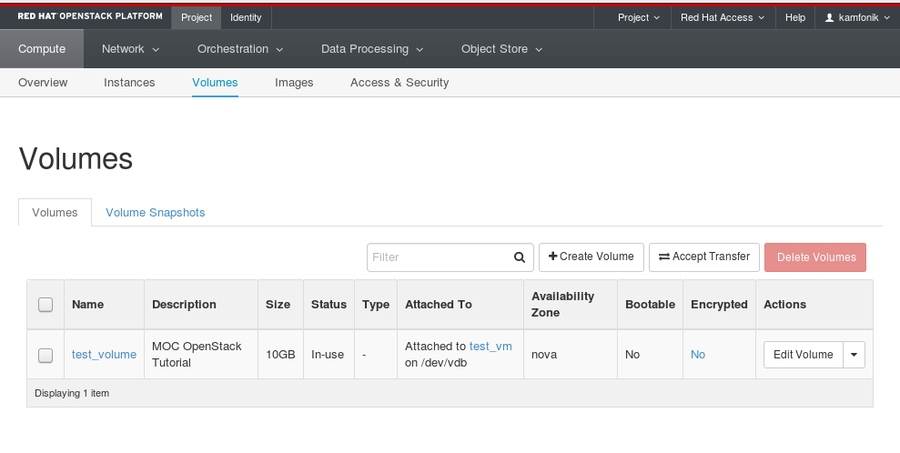 RED HAT OPENSTACK PLATFORM Project Identity Project Red Hat Access Help kamfonik
Compute Network Orchestration Data Processing Object Store
Overview Instances Volumes Images Access & Security
Volumes
Volumes Volume Snapshots
Filter Create Volume Accept Transfer Delete Volumes
Name Description Size Status Type Attached To Availability Zone Bootable Encrypted Actions
test_volume MOC OpenStack Tutorial 10GB In-use - Attached to test_vm on /dev/vdb nova No No Edit Volume
Displaying 1 item